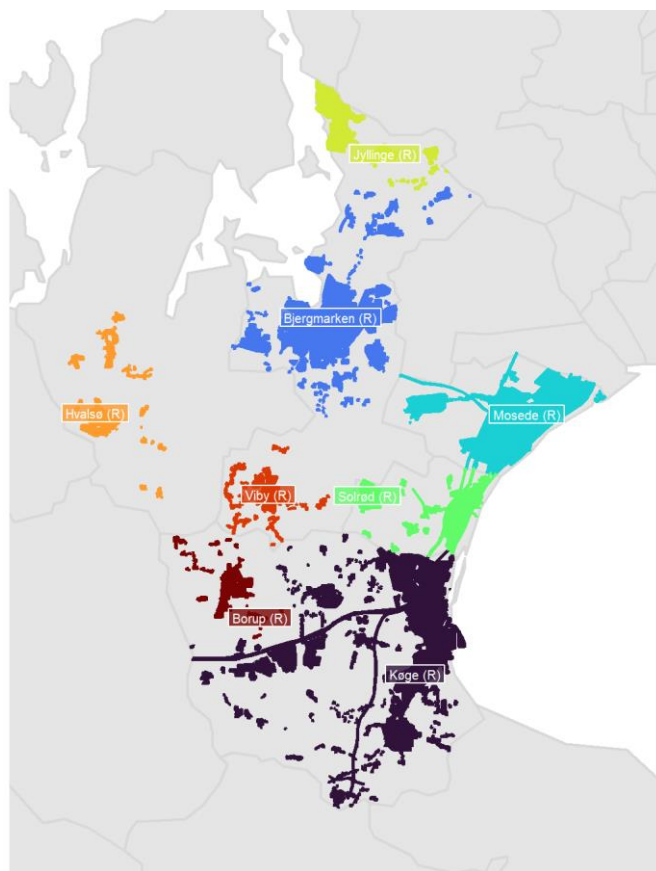 Jyllinge (R)
Bjergmarken (R)
Hvalsø (R)
Mosede (R)
Viby (R)
Solrød (R)
Borup (R)
Køge (R)